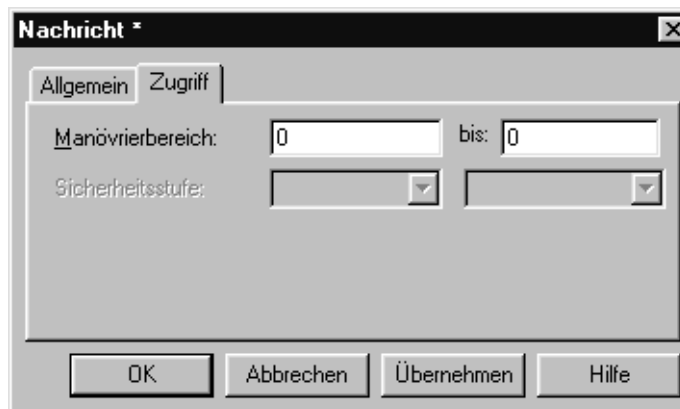 Nachricht *
Allgemein Zugriff
Manövrierbereich: 0 bis: 0
Sicherheitsstufe:
OK Abbrechen Übernehmen Hilfe